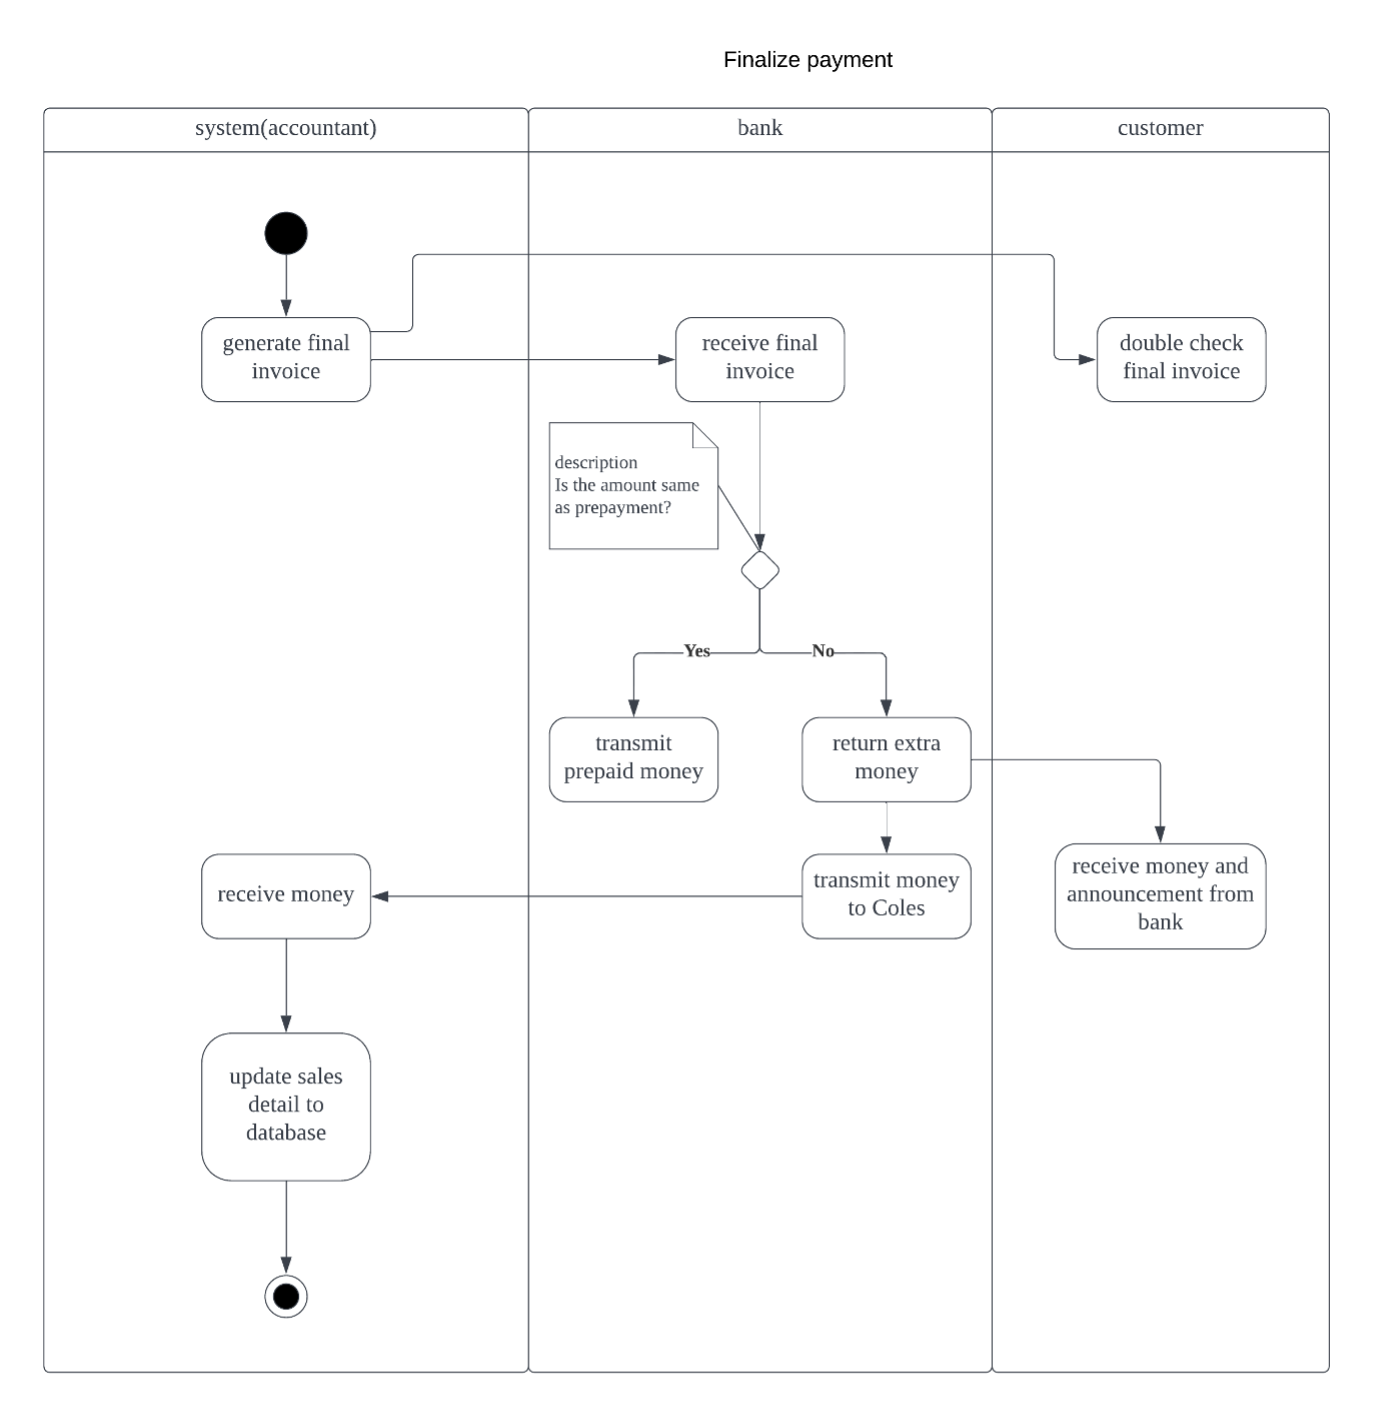 Finalize payment
system(accountant)
bank
customer
generate final
invoice
receive final
invoice
double check
final invoice
description
Is the amount same
as prepayment?
Yes
No
transmit
prepaid money
return extra
money
receive money
transmit money
to Coles
receive money and
announcement from
bank
update sales
detail to
database